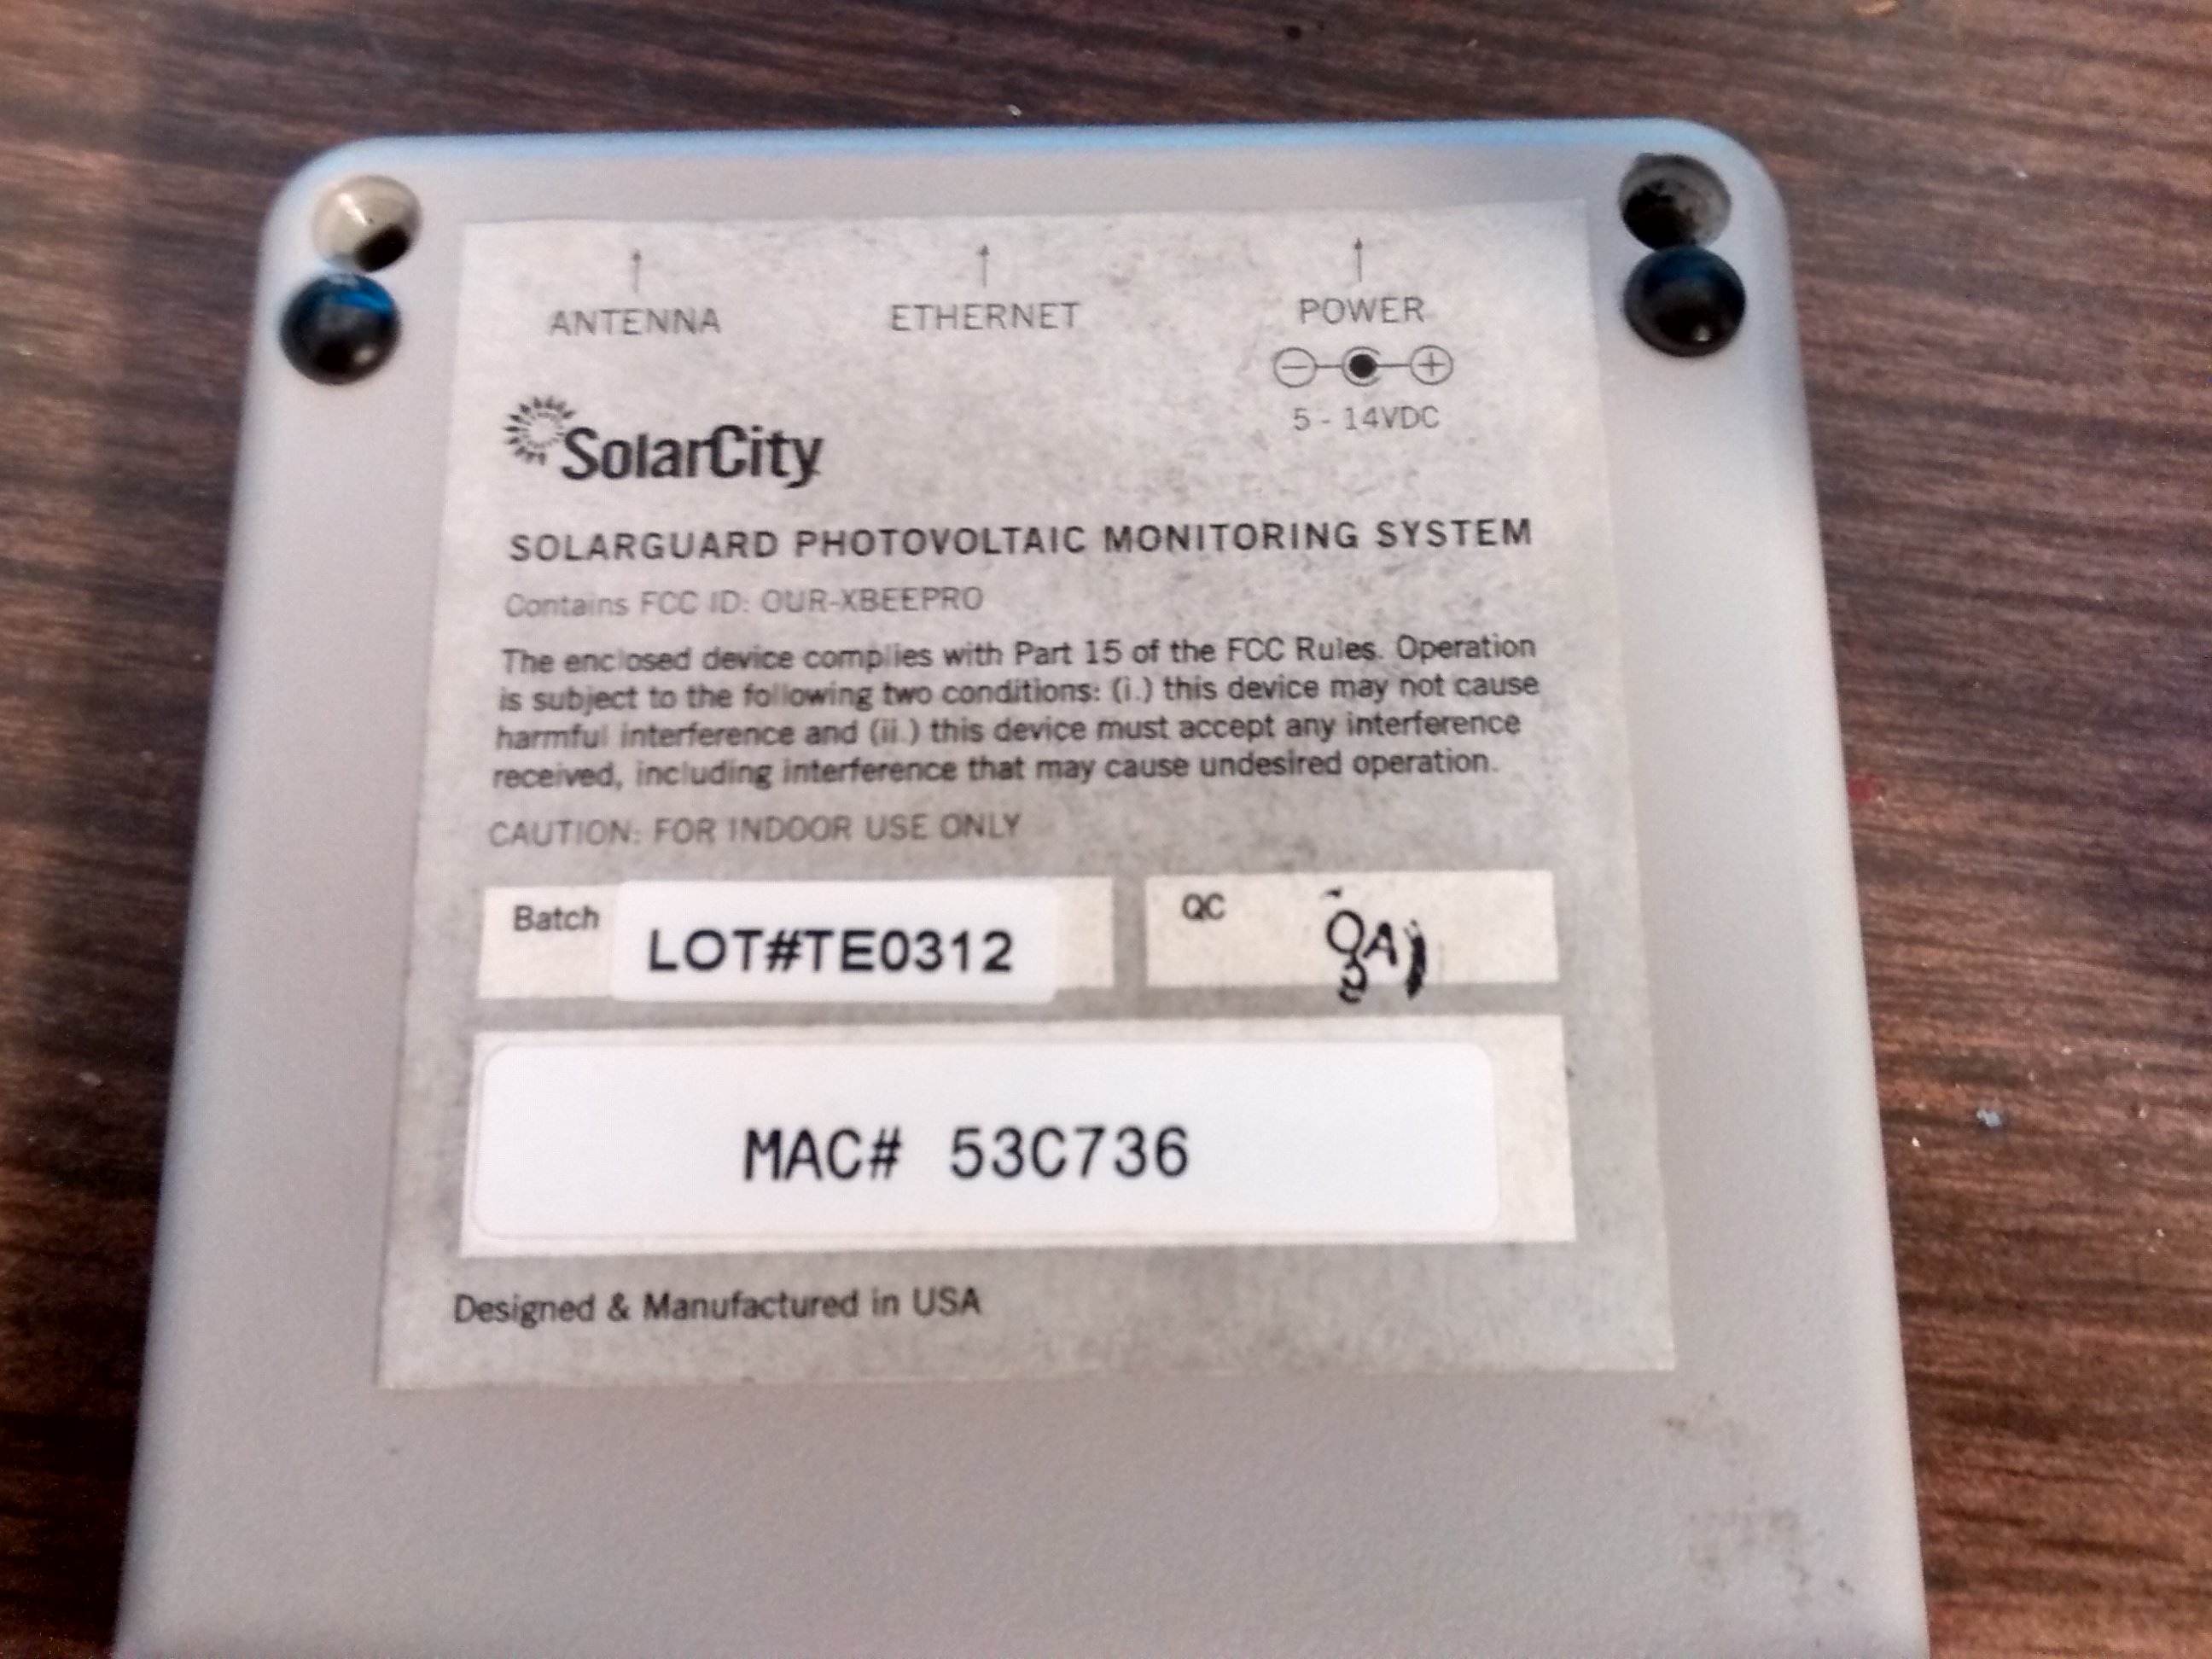 ANTENNA ETHERNET POWER
5 - 14VDC
SolarCity
SOLARGUARD PHOTOVOLTAIC MONITORING SYSTEM
Contains FCC ID: OUR-XBEEPRO
The enclosed device complies with Part 15 of the FCC Rules. Operation
is subject to the following two conditions: (i.) this device may not cause
harmful interference and (ii.) this device must accept any interference
received, including interference that may cause undesired operation.
CAUTION: FOR INDOOR USE ONLY
Batch LOT#TE0312 QC
MAC# 53C736
Designed & Manufactured in USA